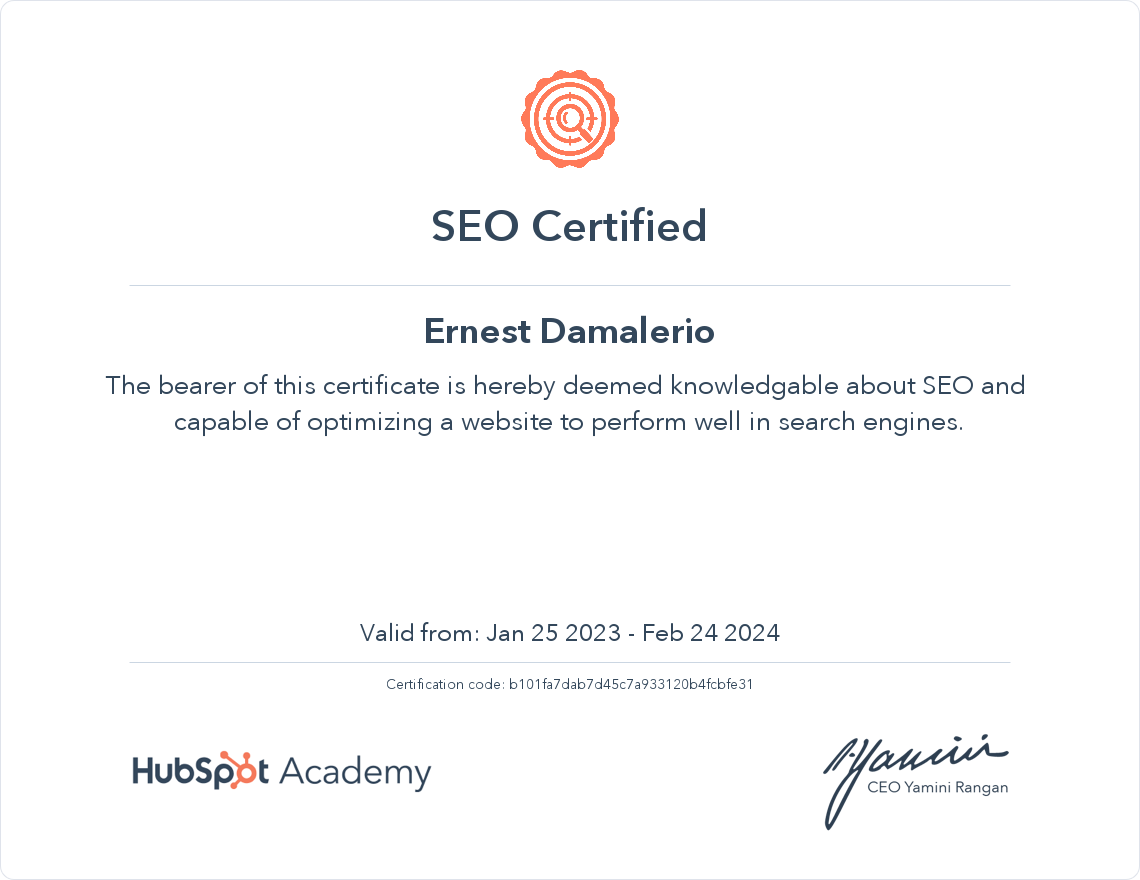 SEO Certified
Ernest Damalerio
The bearer of this certificate is hereby deemed knowledgable about SEO and
capable of optimizing a website to perform well in search engines.
Valid from: Jan 25 2023 - Feb 24 2024
Certification code: b101fa7dab7d45c7a933120b4fcbfe31
HubSpot Academy
CEO Yamini Rangan